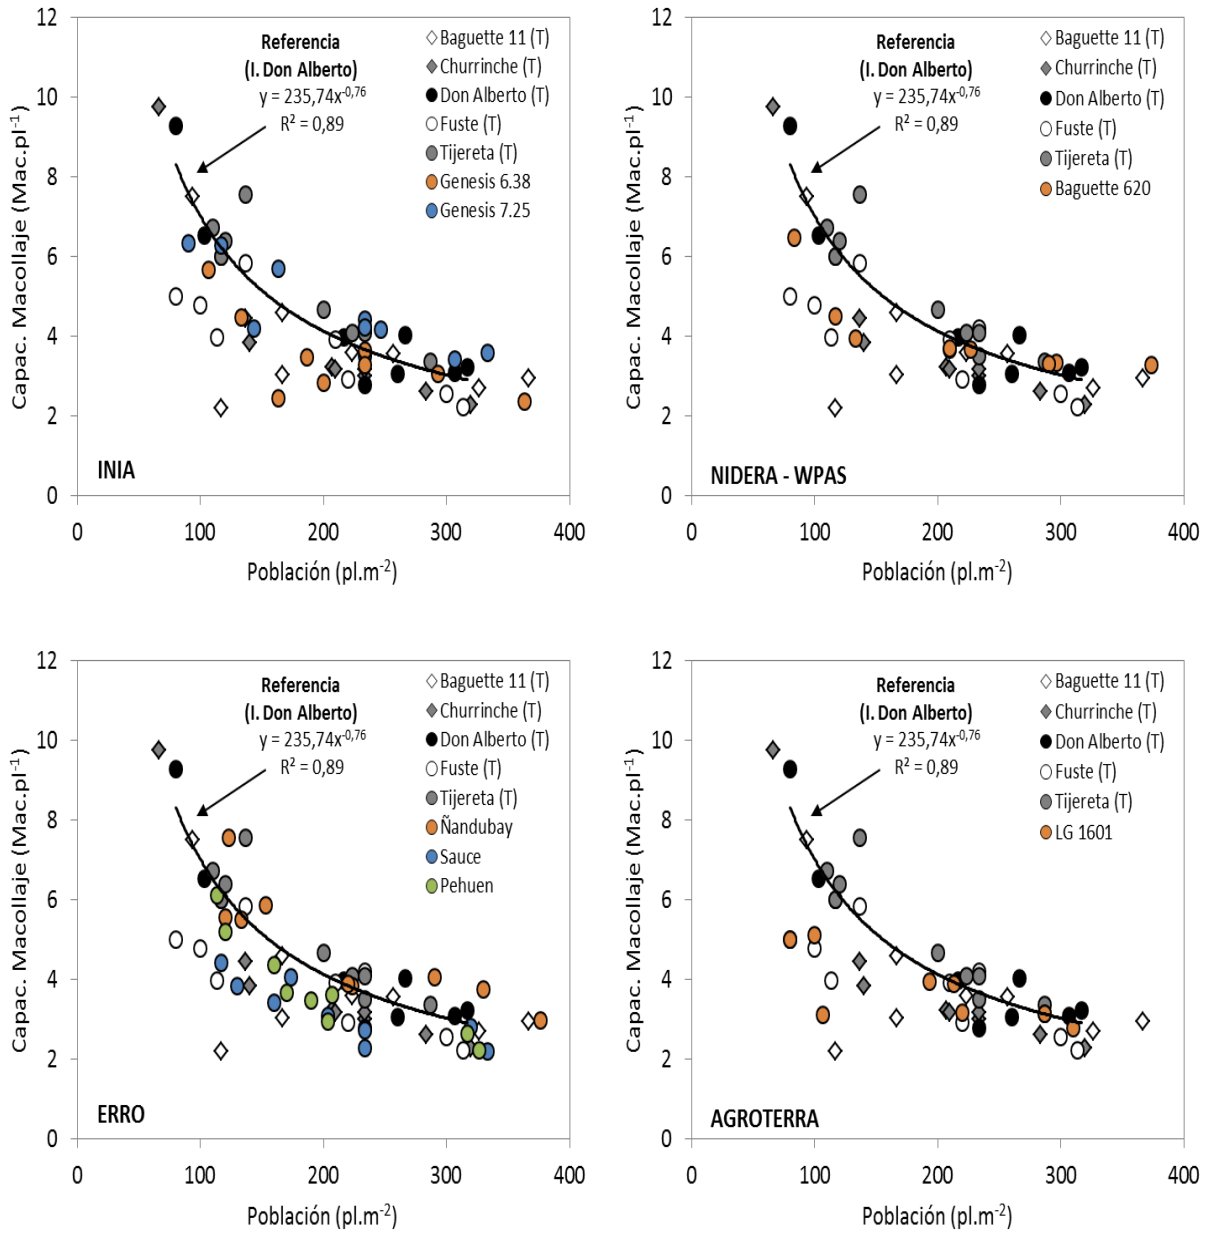 Capac. Macollaje (Mac.pl⁻¹)
12
10
8
6
4
2
0
Referencia
(I. Don Alberto)
y = 235,74x⁻⁰,⁷⁶
R² = 0,89
Baguette 11 (T)
Churrinche (T)
Don Alberto (T)
Fuste (T)
Tijereta (T)
Genesis 6.38
Genesis 7.25
INIA
0 100 200 300 400
Población (pl.m⁻²)
Capac. Macollaje (Mac.pl⁻¹)
12
10
8
6
4
2
0
Referencia
(I. Don Alberto)
y = 235,74x⁻⁰,⁷⁶
R² = 0,89
Baguette 11 (T)
Churrinche (T)
Don Alberto (T)
Fuste (T)
Tijereta (T)
Baguette 620
NIDERA - WPAS
0 100 200 300 400
Población (pl.m⁻²)
Capac. Macollaje (Mac.pl⁻¹)
12
10
8
6
4
2
0
Referencia
(I. Don Alberto)
y = 235,74x⁻⁰,⁷⁶
R² = 0,89
Baguette 11 (T)
Churrinche (T)
Don Alberto (T)
Fuste (T)
Tijereta (T)
Ñandubay
Sauce
Pehuen
ERRO
0 100 200 300 400
Población (pl.m⁻²)
Capac. Macollaje (Mac.pl⁻¹)
12
10
8
6
4
2
0
Referencia
(I. Don Alberto)
y = 235,74x⁻⁰,⁷⁶
R² = 0,89
Baguette 11 (T)
Churrinche (T)
Don Alberto (T)
Fuste (T)
Tijereta (T)
LG 1601
AGROTERRA
0 100 200 300 400
Población (pl.m⁻²)